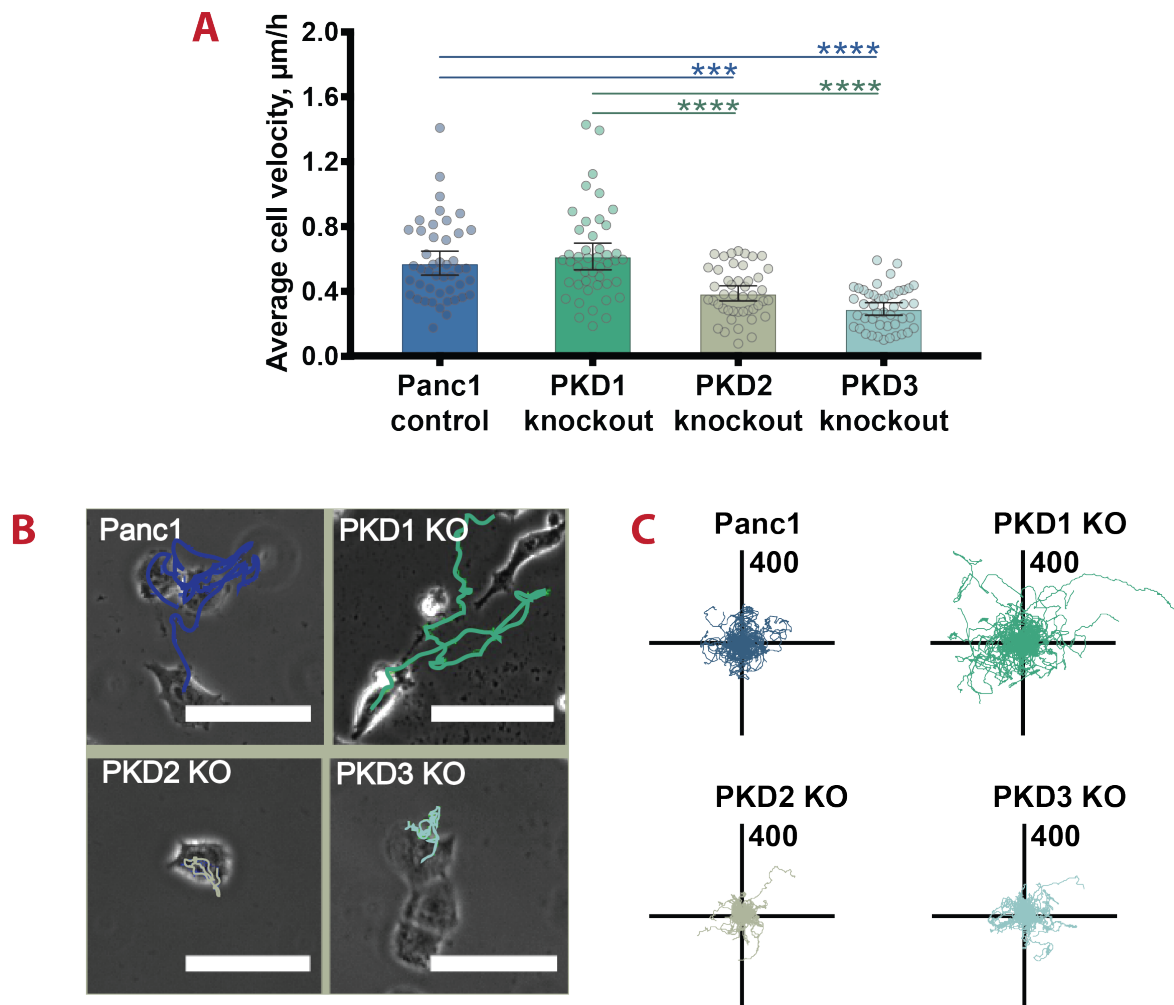 A
Average cell velocity, µm/h
2.0
1.6
1.2
0.8
0.4
0.0
****
***
****
****
Panc1
control
PKD1
knockout
PKD2
knockout
PKD3
knockout
B
Panc1
PKD1 KO
PKD2 KO
PKD3 KO
C
Panc1
400
PKD1 KO
400
PKD2 KO
400
PKD3 KO
400